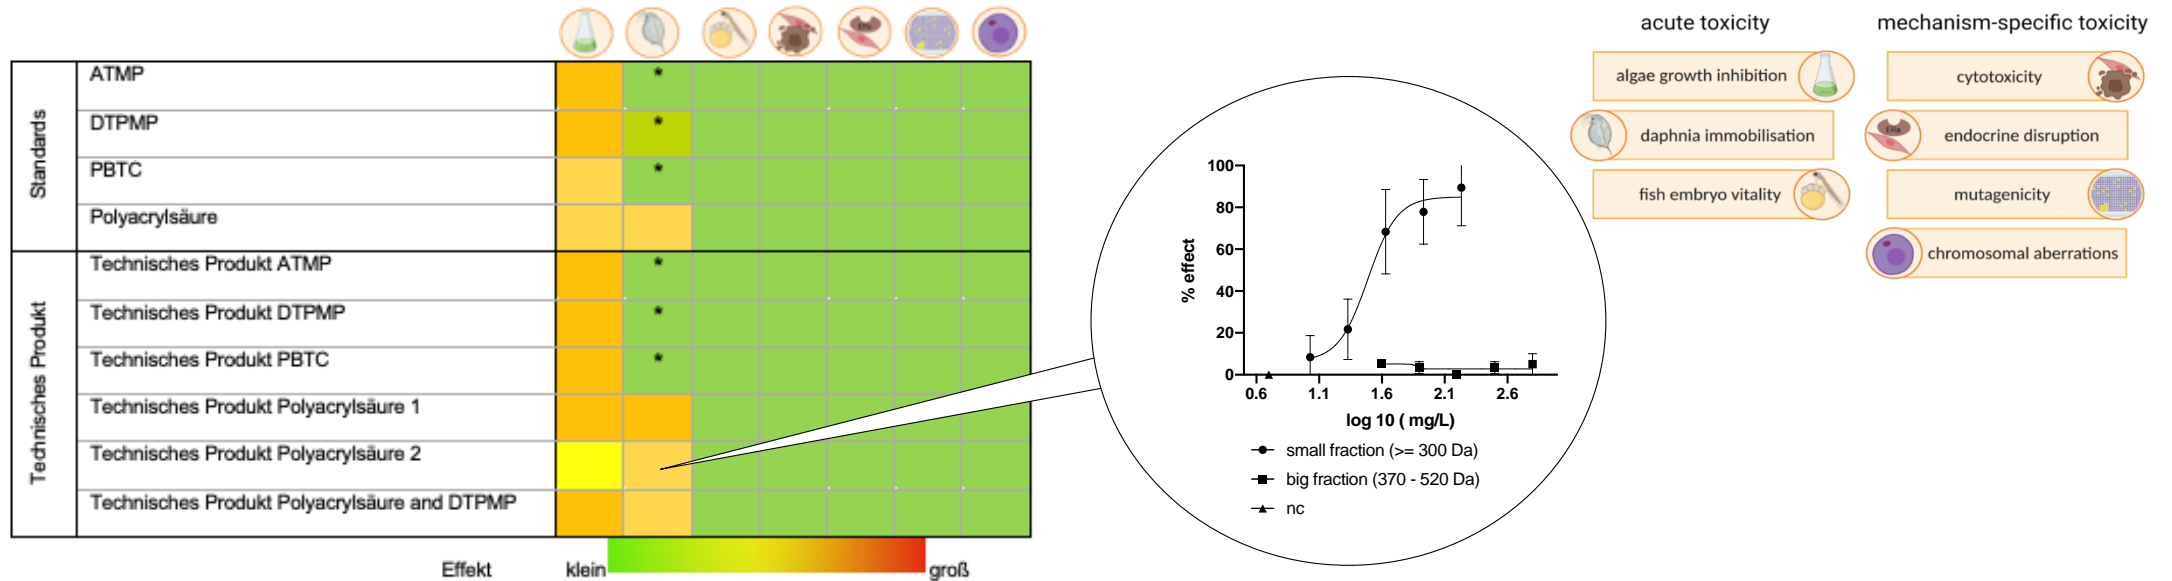 Standards
ATMP
*
DTPMP
*
PBTC
*
Polyacrylsäure
Technisches Produkt
Technisches Produkt ATMP
*
Technisches Produkt DTPMP
*
Technisches Produkt PBTC
*
Technisches Produkt Polyacrylsäure 1
Technisches Produkt Polyacrylsäure 2
Technisches Produkt Polyacrylsäure and DTPMP
Effekt
klein
groß
% effect
100
80
60
40
20
0
0.6 1.1 1.6 2.1 2.6
log 10 ( mg/L)
small fraction (>= 300 Da)
big fraction (370 - 520 Da)
nc
acute toxicity
algae growth inhibition
daphnia immobilisation
fish embryo vitality
mechanism-specific toxicity
cytotoxicity
ERα
endocrine disruption
mutagenicity
chromosomal aberrations